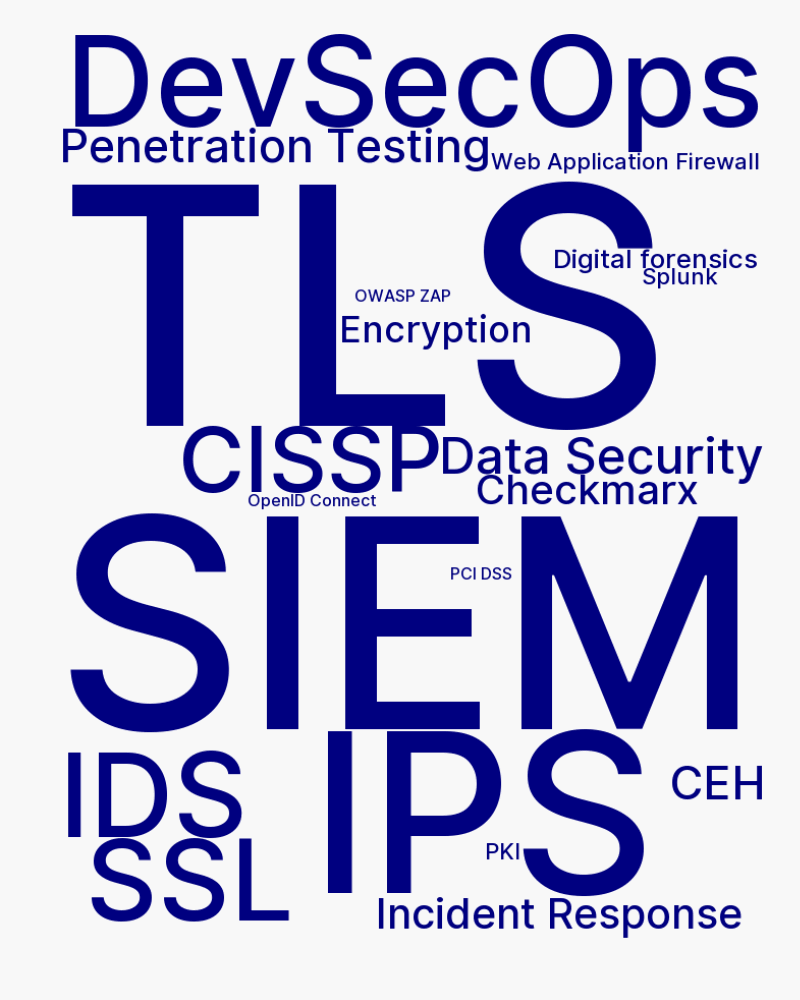 DevSecOps
Penetration Testing
Web Application Firewall
TLS
Digital forensics
Splunk
OWASP ZAP
Encryption
CISSP
Data Security
Checkmarx
OpenID Connect
SIEM
PCI DSS
IDS
IPS
CEH
SSL
PKI
Incident Response